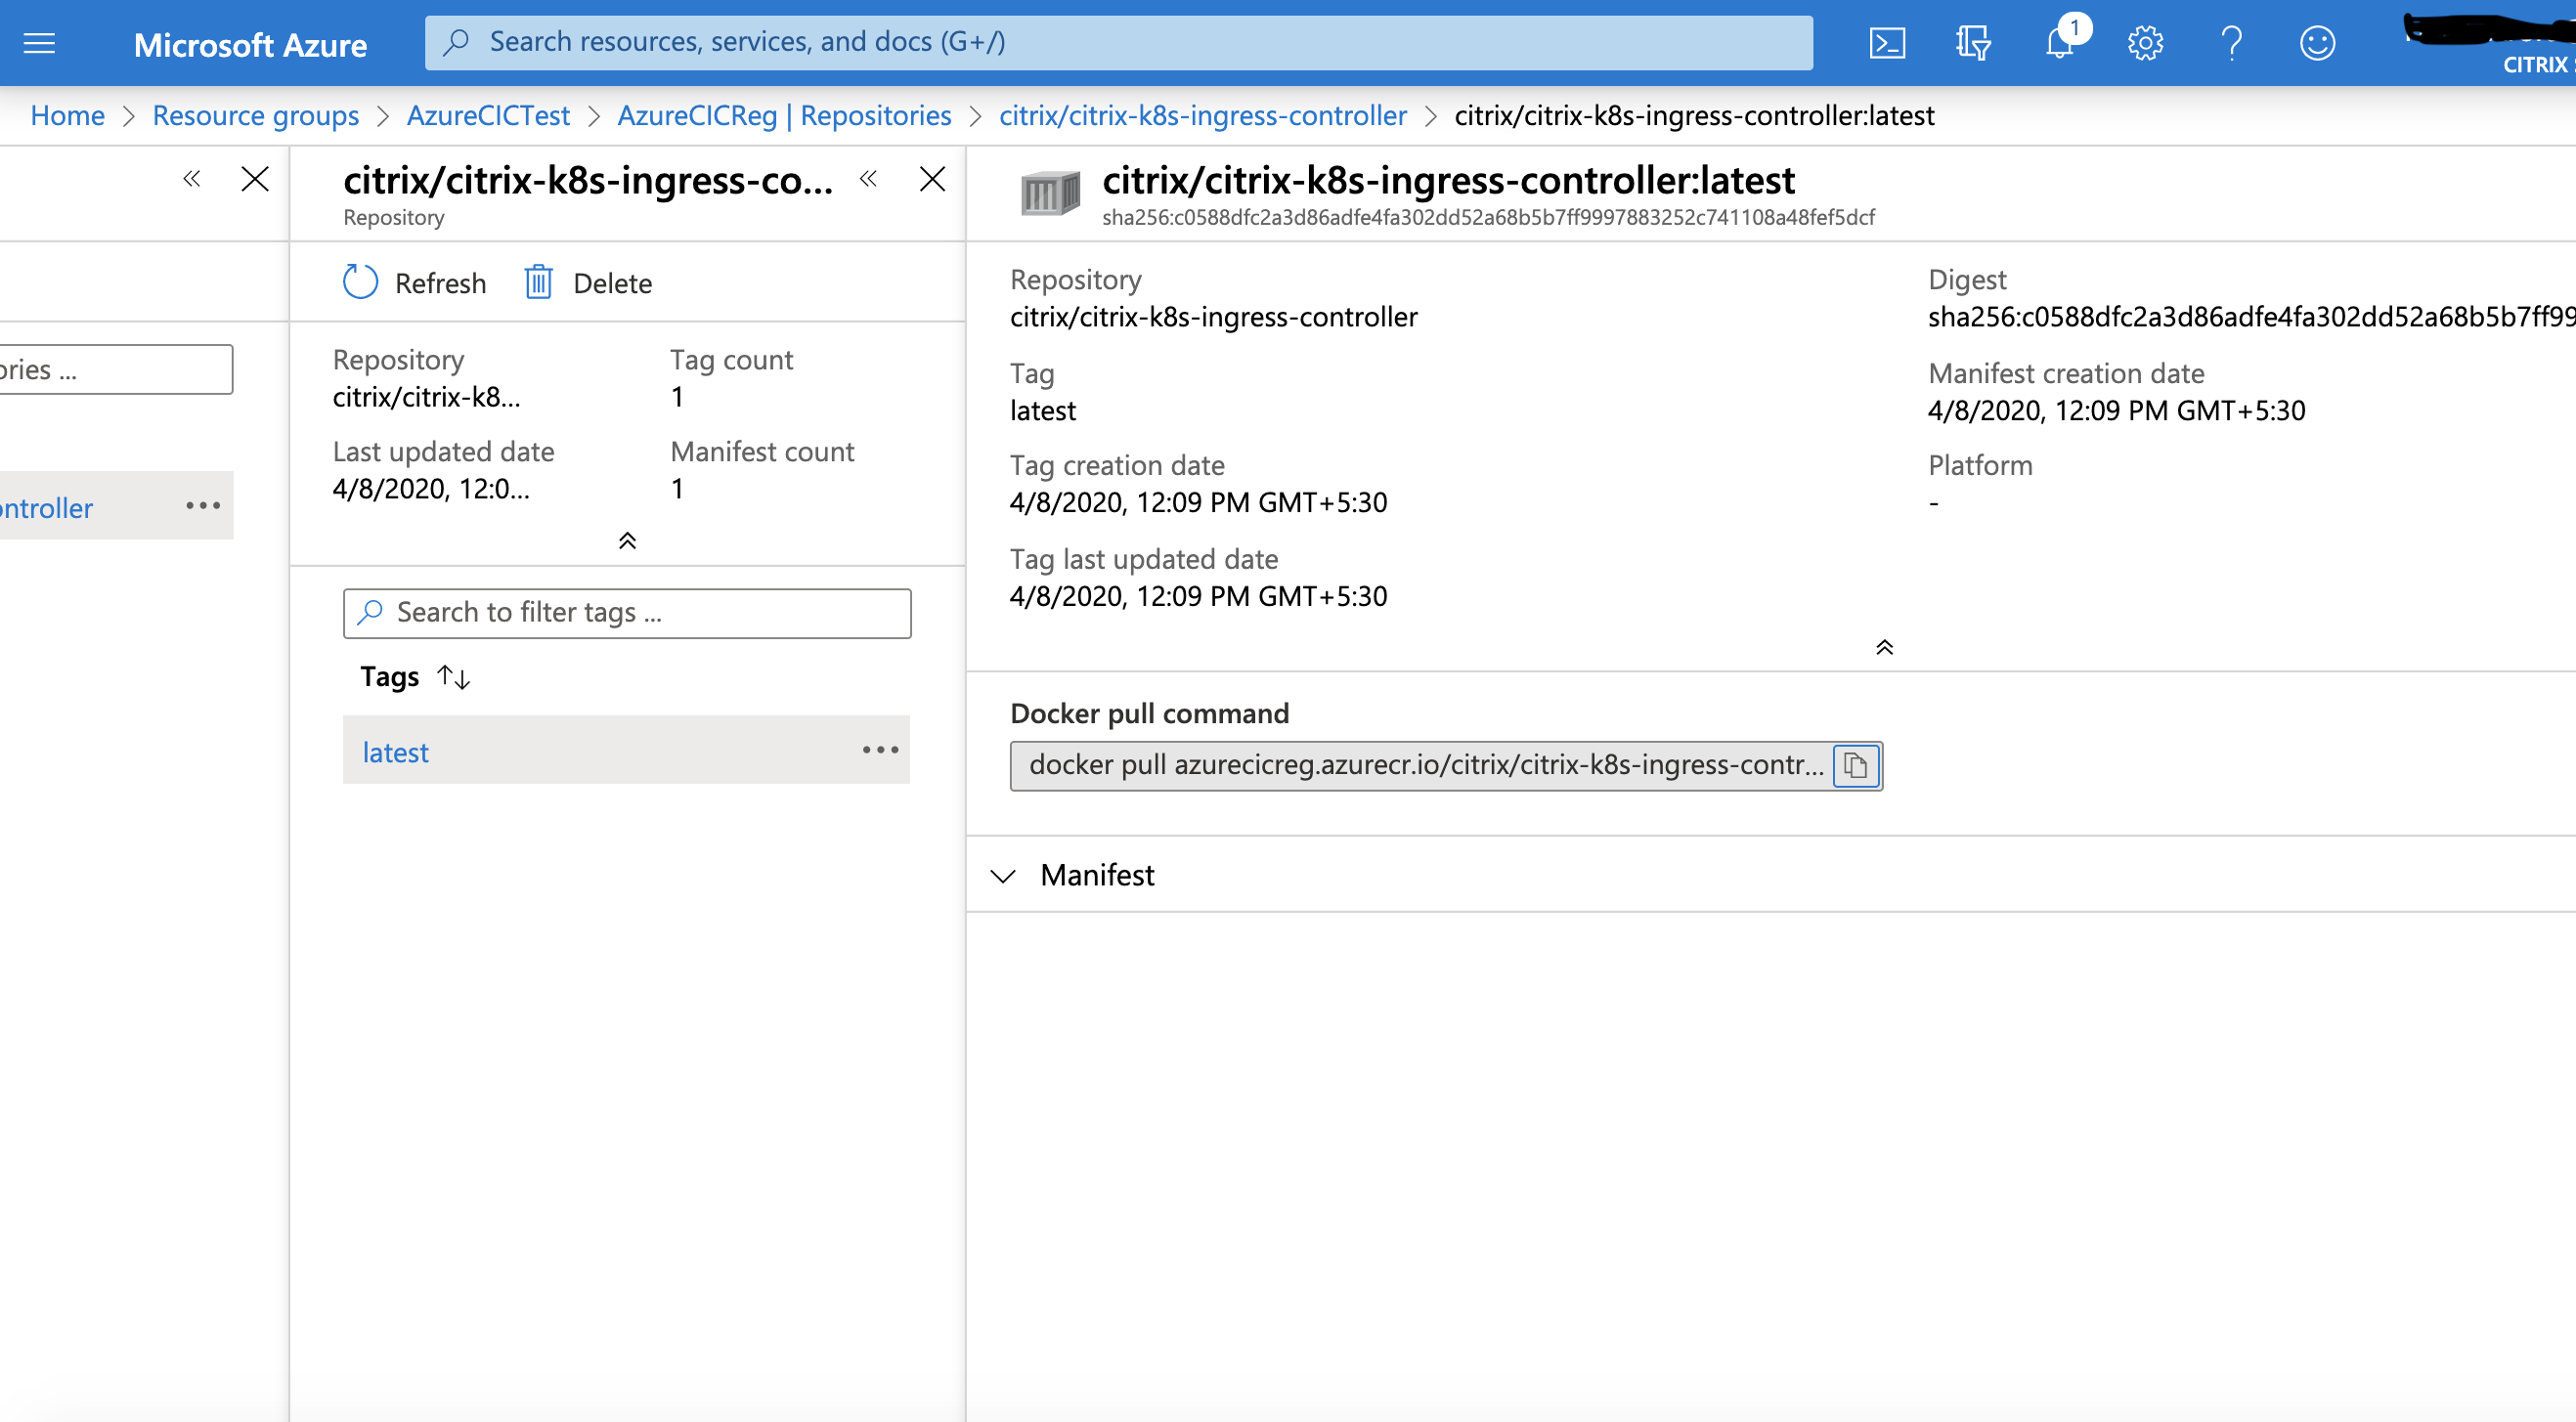 Microsoft Azure
Search resources, services, and docs (G+/)
1
CITRIX
Home > Resource groups > AzureCICTest > AzureCICReg | Repositories > citrix/citrix-k8s-ingress-controller > citrix/citrix-k8s-ingress-controller:latest
ories ...
ontroller
citrix/citrix-k8s-ingress-co...
Repository
Refresh
Delete
Repository
citrix/citrix-k8...
Tag count
1
Last updated date
4/8/2020, 12:0...
Manifest count
1
Search to filter tags ...
Tags
latest
citrix/citrix-k8s-ingress-controller:latest
sha256:c0588dfc2a3d86adfe4fa302dd52a68b5b7ff9997883252c741108a48fef5dcf
Repository
citrix/citrix-k8s-ingress-controller
Tag
latest
Tag creation date
4/8/2020, 12:09 PM GMT+5:30
Tag last updated date
4/8/2020, 12:09 PM GMT+5:30
Digest
sha256:c0588dfc2a3d86adfe4fa302dd52a68b5b7ff99
Manifest creation date
4/8/2020, 12:09 PM GMT+5:30
Platform
-
Docker pull command
docker pull azurecicreg.azurecr.io/citrix/citrix-k8s-ingress-contr...
Manifest